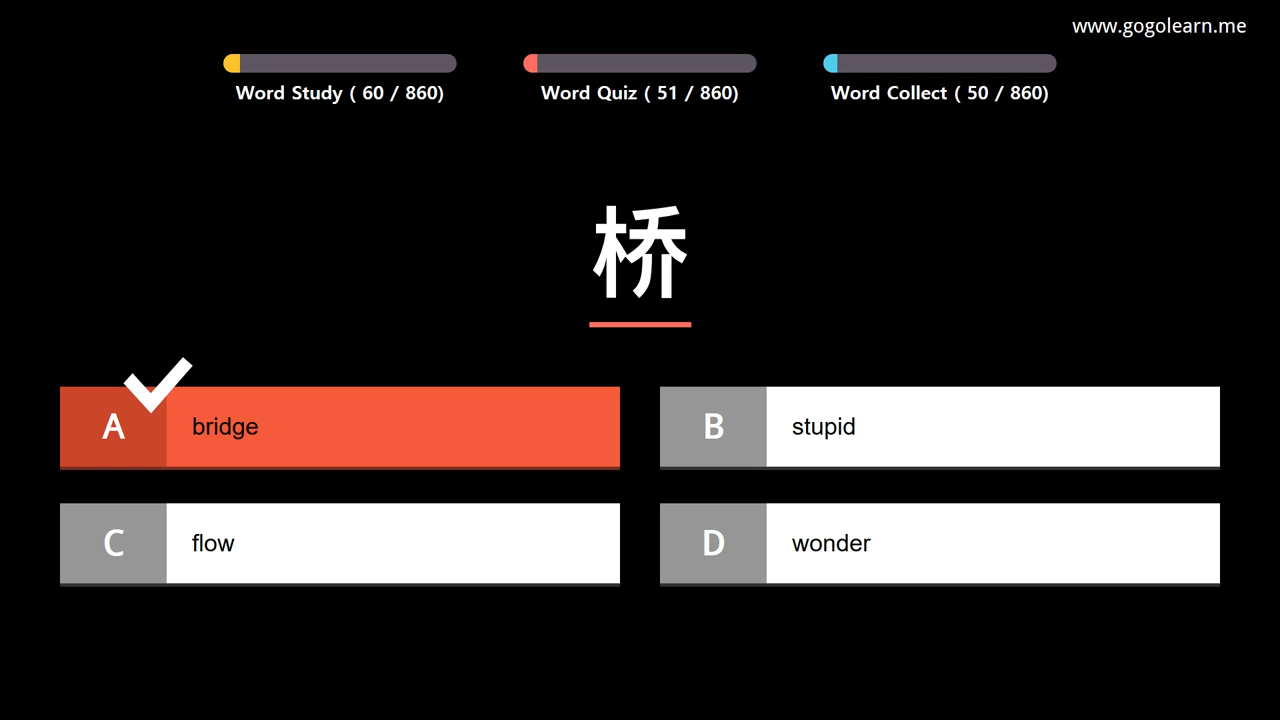 www.gogolearn.me
Word Study ( 60 / 860)
Word Quiz ( 51 / 860)
Word Collect ( 50 / 860)
桥
A bridge
B stupid
C flow
D wonder